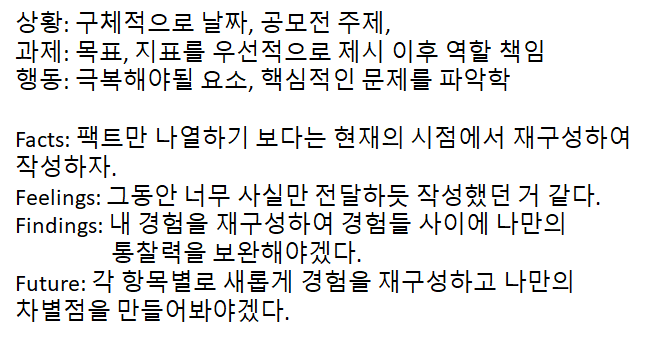 상황: 구체적으로 날짜, 공모전 주제,
과제: 목표, 지표를 우선적으로 제시 이후 역할 책임
행동: 극복해야될 요소, 핵심적인 문제를 파악학
Facts: 팩트만 나열하기 보다는 현재의 시점에서 재구성하여
작성하자.
Feelings: 그동안 너무 사실만 전달하듯 작성했던 거 같다.
Findings: 내 경험을 재구성하여 경험들 사이에 나만의
통찰력을 보완해야겠다.
Future: 각 항목별로 새롭게 경험을 재구성하고 나만의
차별점을 만들어봐야겠다.